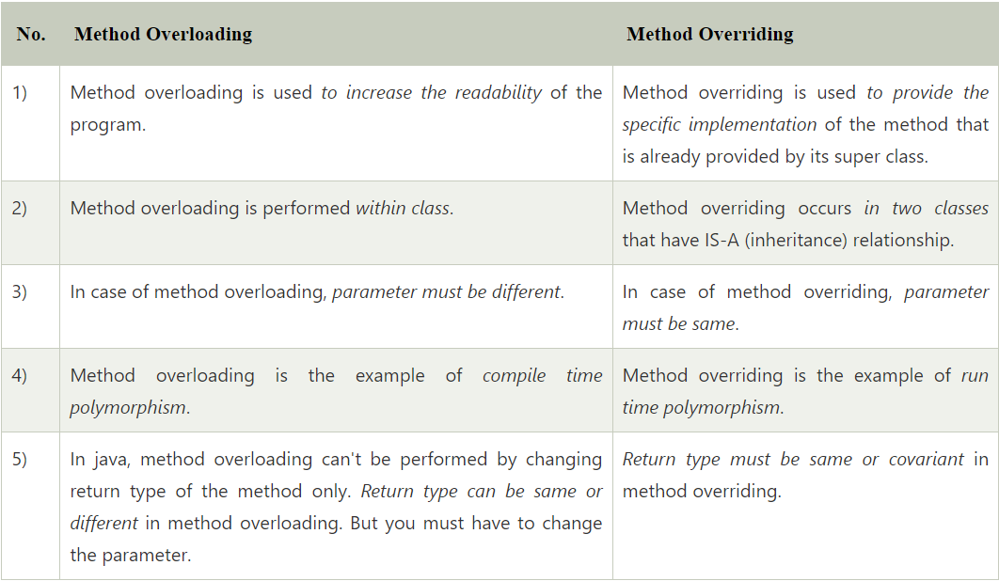 No. Method Overloading Method Overriding
1) Method overloading is used to increase the readability of the
program.
Method overriding is used to provide the
specific implementation of the method that
is already provided by its super class.
2) Method overloading is performed within class.
Method overriding occurs in two classes
that have IS-A (inheritance) relationship.
3) In case of method overloading, parameter must be different.
In case of method overriding, parameter
must be same.
4) Method overloading is the example of compile time
polymorphism.
Method overriding is the example of run
time polymorphism.
5) In java, method overloading can't be performed by changing
return type of the method only. Return type can be same or
different in method overloading. But you must have to change
the parameter.
Return type must be same or covariant in
method overriding.